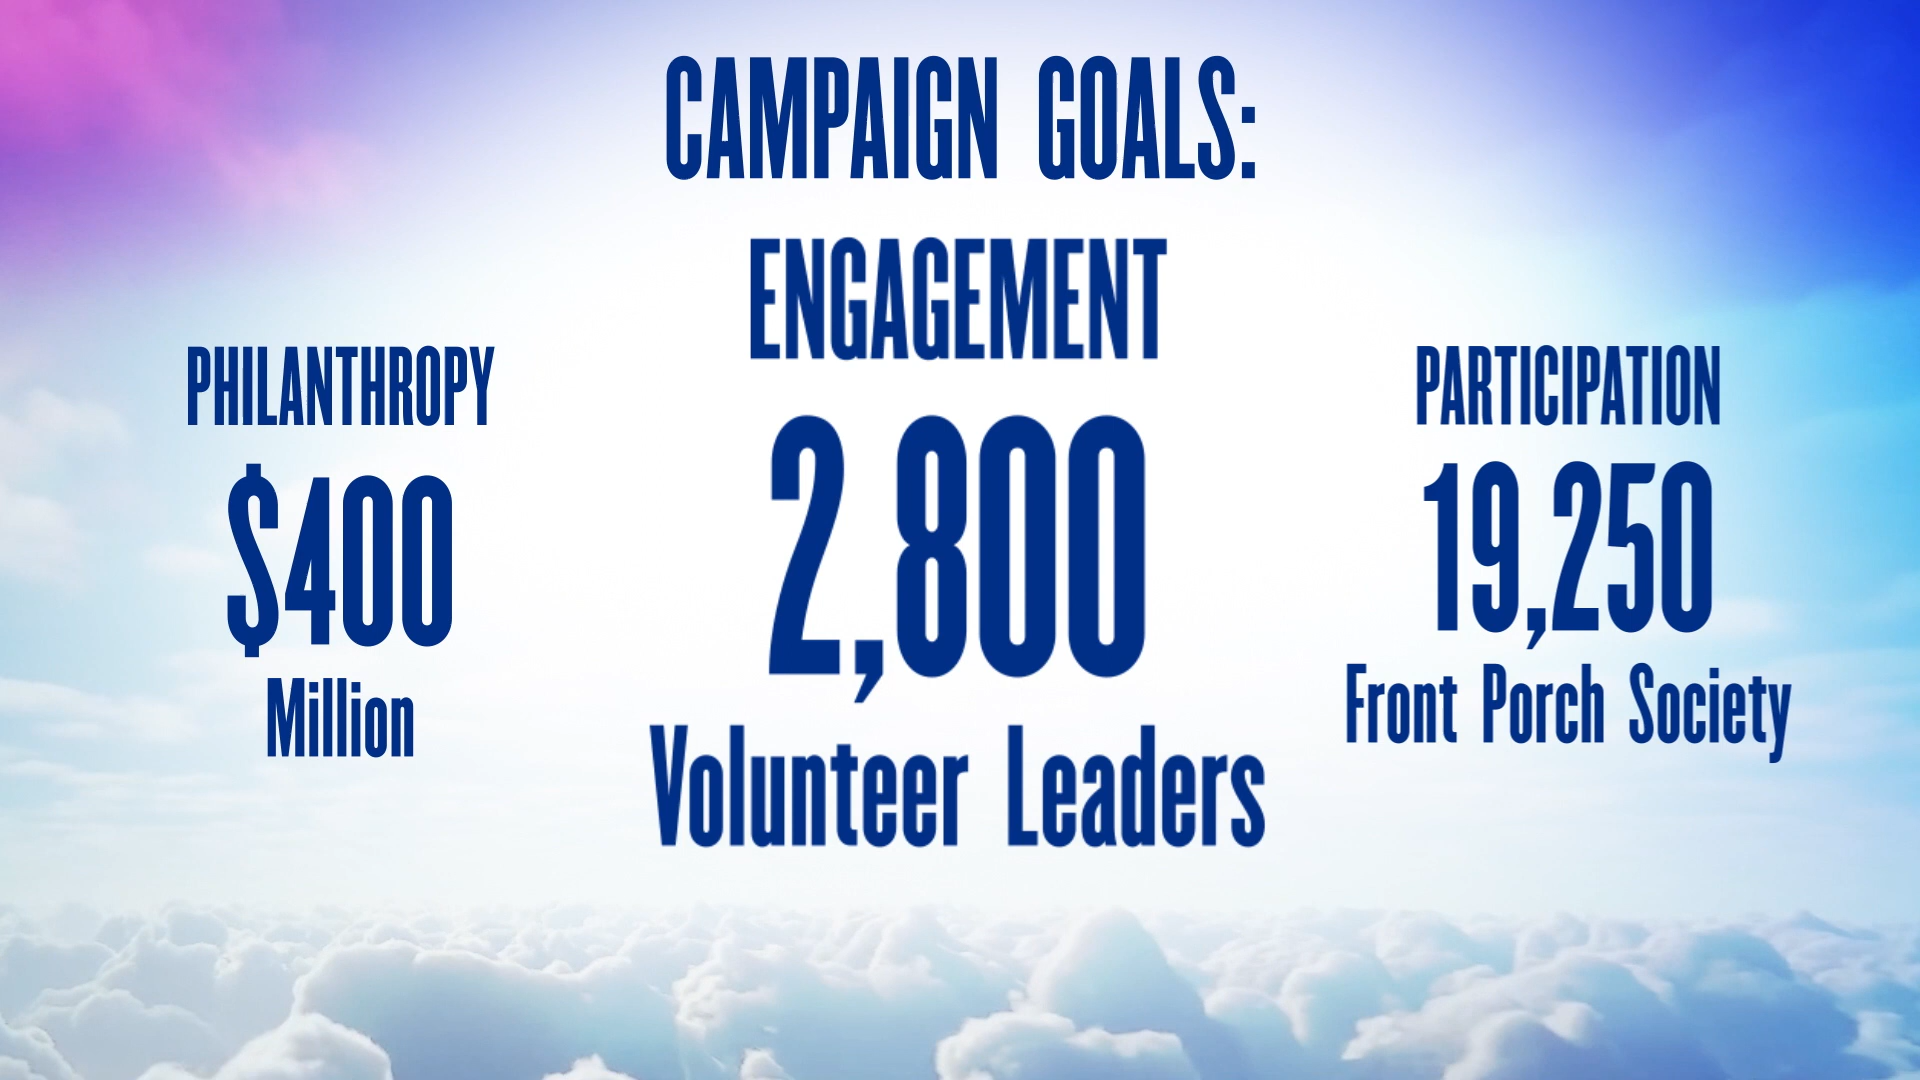 CAMPAIGN GOALS:
PHILANTHROPY
$400
Million
ENGAGEMENT
2,800
Volunteer Leaders
PARTICIPATION
19,250
Front Porch Society